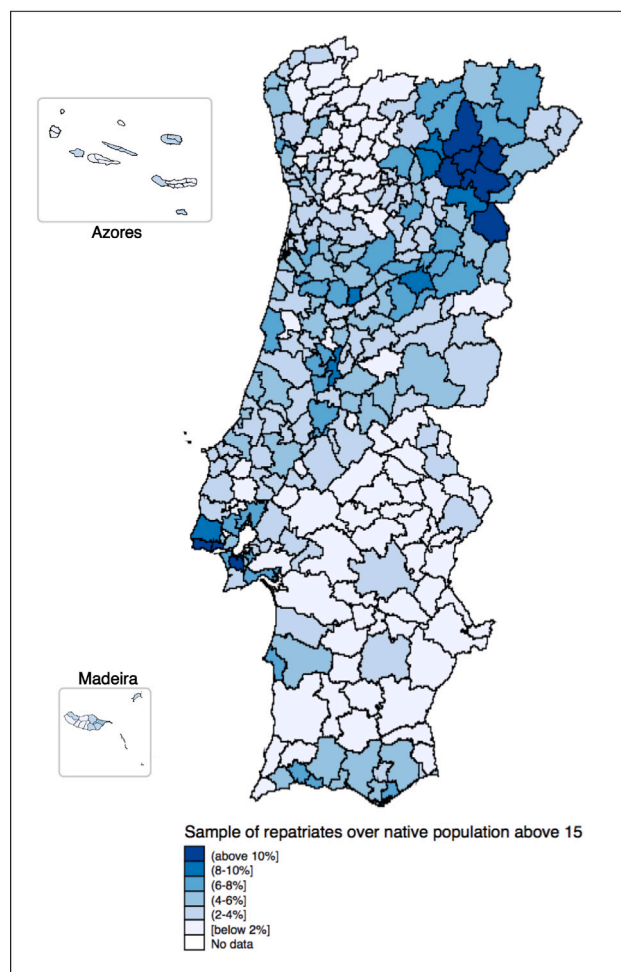 Azores
Madeira
Sample of repatriates over native population above 15
(above 10%]
(8-10%]
(6-8%]
(4-6%]
(2-4%]
[below 2%]
No data